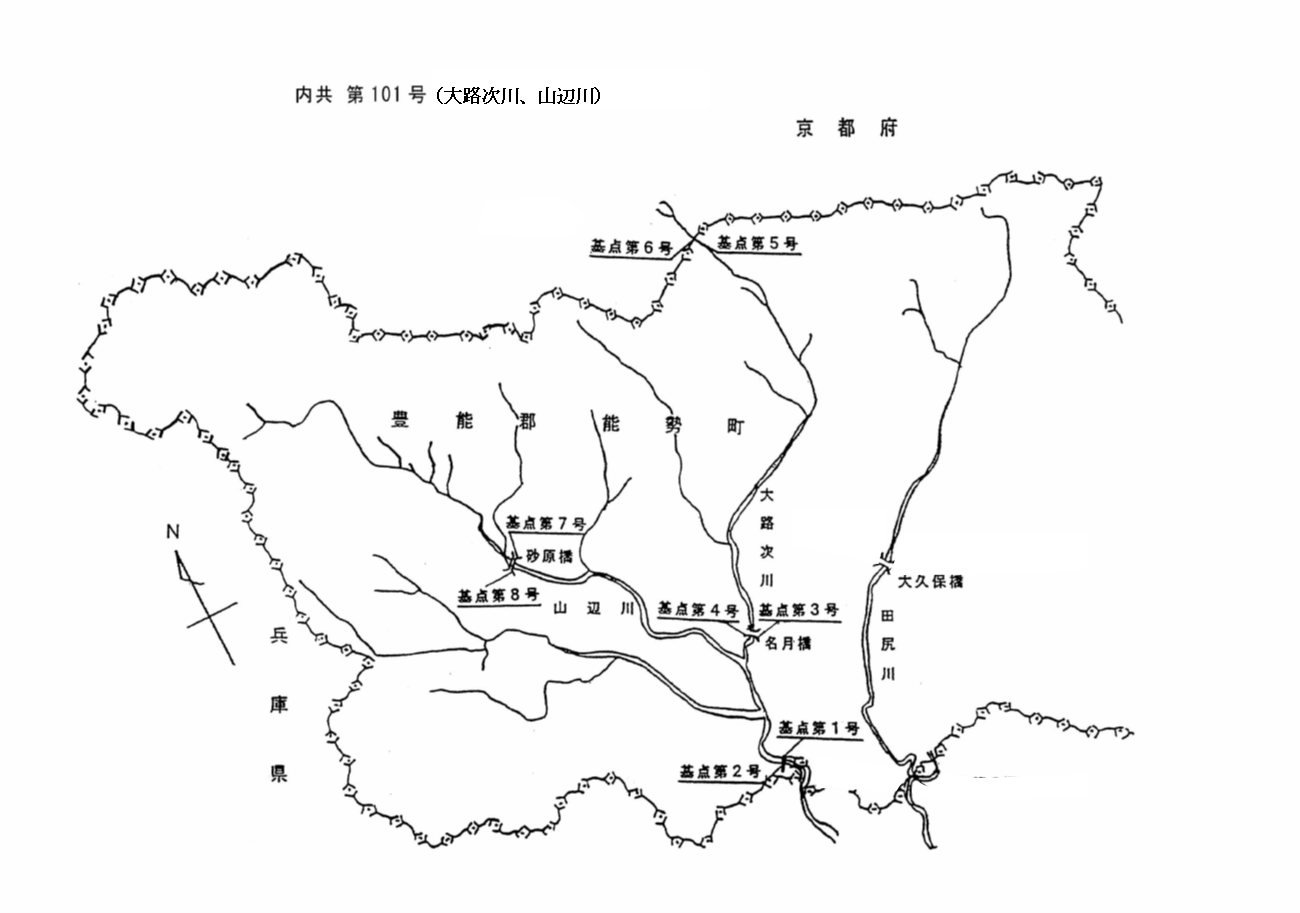 内共 第101号 (大路次川、山辺川)
京都府
基点第6号
基点第5号
豊能郡能勢町
大路次川
基点第7号
砂原橋
N
基点第8号
山辺川
基点第4号
基点第3号
名月橋
大久保橋
田尻川
兵庫県
基点第1号
基点第2号